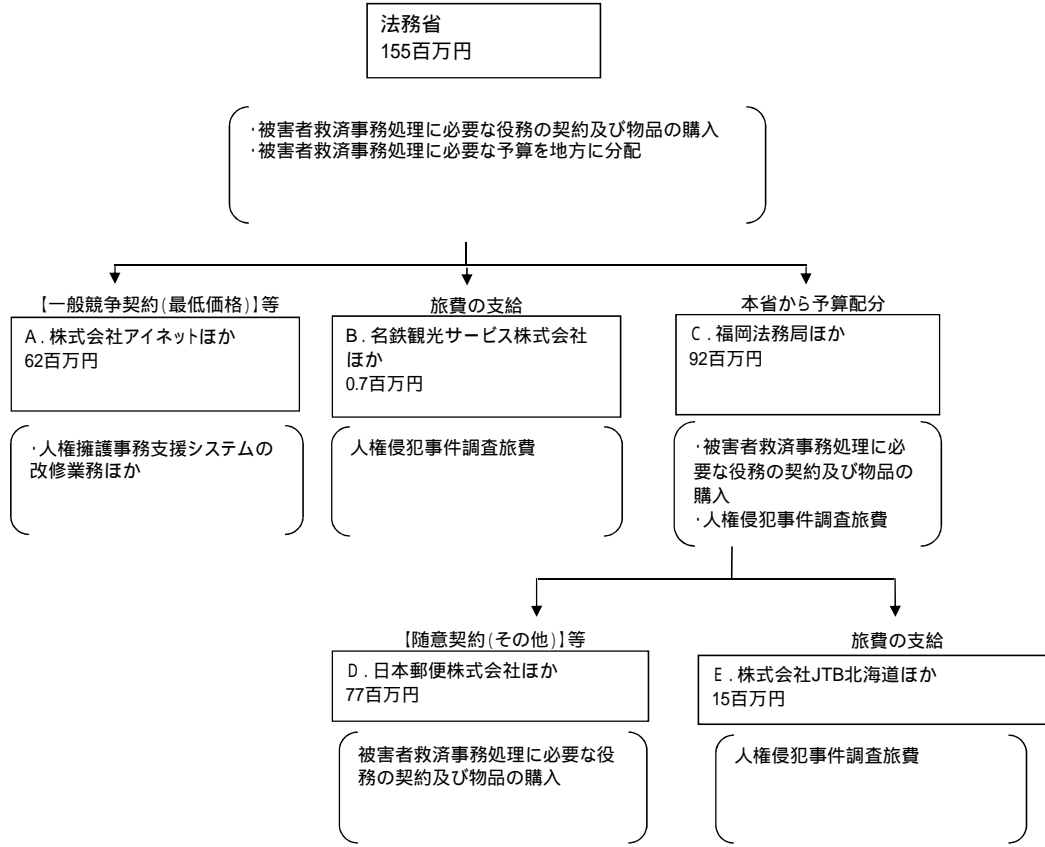 法務省
155百万円
･被害者救済事務処理に必要な役務の契約及び物品の購入
･被害者救済事務処理に必要な予算を地方に分配
【一般競争契約(最低価格)】等
旅費の支給
本省から予算配分
A．株式会社アイネットほか
62百万円
B．名鉄観光サービス株式会社
ほか
0.7百万円
C．福岡法務局ほか
92百万円
･人権擁護事務支援システムの
改修業務ほか
人権侵犯事件調査旅費
･被害者救済事務処理に必
要な役務の契約及び物品の
購入
･人権侵犯事件調査旅費
【随意契約(その他)】等
旅費の支給
D．日本郵便株式会社ほか
77百万円
E．株式会社JTB北海道ほか
15百万円
被害者救済事務処理に必要な役
務の契約及び物品の購入
人権侵犯事件調査旅費